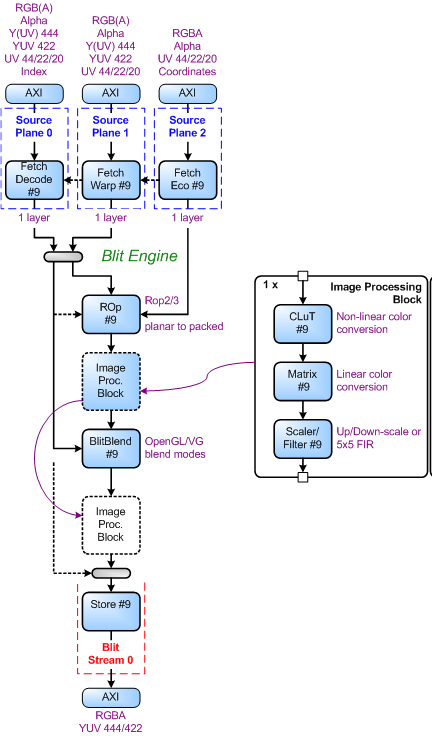 RGB(A)
Alpha
Y(UV) 444
YUV 422
UV 44/22/20
Index
RGB(A)
Alpha
Y(UV) 444
YUV 422
UV 44/22/20
RGBA
Alpha
UV 44/22/20
Coordinates
AXI
AXI
AXI
Source
Plane 0
Source
Plane 1
Source
Plane 2
Fetch
Decode
#9
Fetch
Warp #9
Fetch
Eco #9
1 layer
1 layer
1 layer
Blit Engine
ROp
#9
Rop2/3
planar to packed
Image
Proc.
Block
BlitBlend
#9
OpenGL/VG
blend modes
Image
Proc.
Block
Store #9
Blit
Stream 0
AXI
RGBA
YUV 444/422
1 x
Image Processing
Block
CLuT
#9
Non-linear color
conversion
Matrix
#9
Linear color
conversion
Scaler/
Filter #9
Up/Down-scale or
5x5 FIR